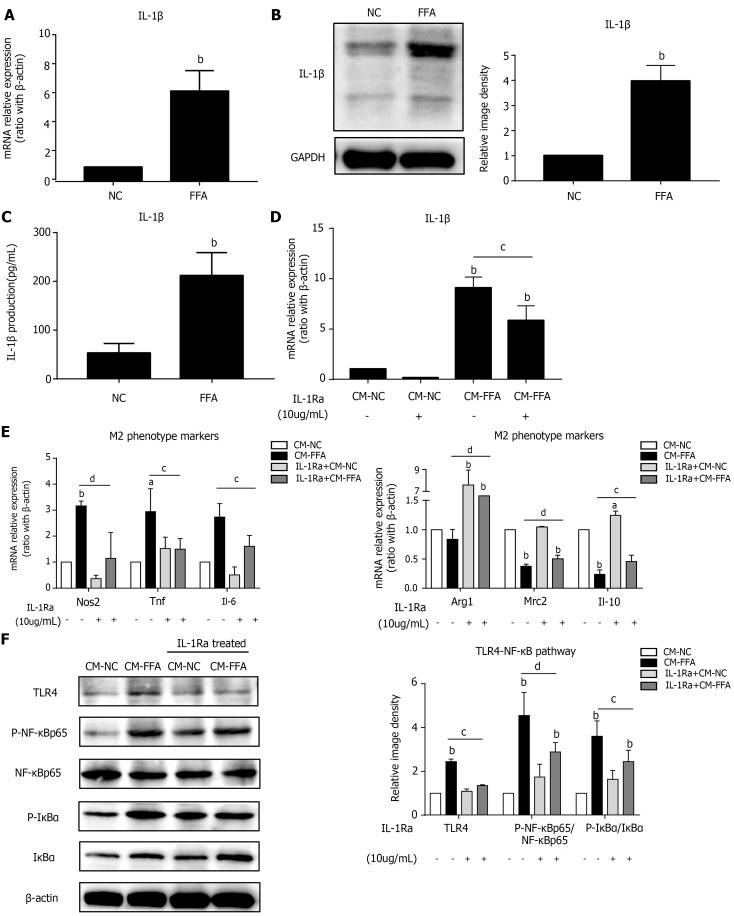 A
IL-1β
mRNA relative expression
(ratio with β-actin)
10
8
6
4
2
0
b
NC
FFA
B
NC
FFA
IL-1β
GAPDH
IL-1β
Relative image density
5
4
3
2
1
0
b
NC
FFA
C
IL-1β
IL-1β production(pg/mL)
300
200
100
0
b
NC
FFA
D
IL-1β
mRNA relative expression
(ratio with β-actin)
15
10
5
0
c
b
b
CM-NC CM-NC CM-FFA CM-FFA
IL-1Ra
(10ug/mL)
- + - +
E
M2 phenotype markers
CM-NC
CM-FFA
IL-1Ra+CM-NC
IL-1Ra+CM-FFA
mRNA relative expression
(ratio with β-actin)
5
4
3
2
1
0
d
b
c
a
c
Nos2 Tnf Il-6
IL-1Ra
(10ug/mL)
- - + + - - + + - - + +
M2 phenotype markers
CM-NC
CM-FFA
IL-1Ra+CM-NC
IL-1Ra+CM-FFA
mRNA relative expression
(ratio with β-actin)
9
5
1
1.0
0.5
0.0
d
b
b
d
b
b
c
a
b
b
Arg1 Mrc2 Il-10
IL-1Ra
(10ug/mL)
- - + + - - + + - - + +
F
IL-1Ra treated
CM-NC CM-FFA CM-NC CM-FFA
TLR4
P-NF-κBp65
NF-κBp65
P-IκBα
IκBα
β-actin
TLR4-NF-κB pathway
CM-NC
CM-FFA
IL-1Ra+CM-NC
IL-1Ra+CM-FFA
Relative image density
6
4
2
0
c
b
d
b
b
c
b
b
IL-1Ra
TLR4 P-NF-κBp65/ P-IκBα/IκBα
NF-κBp65
(10ug/mL)
- - + + - - + + - - + +